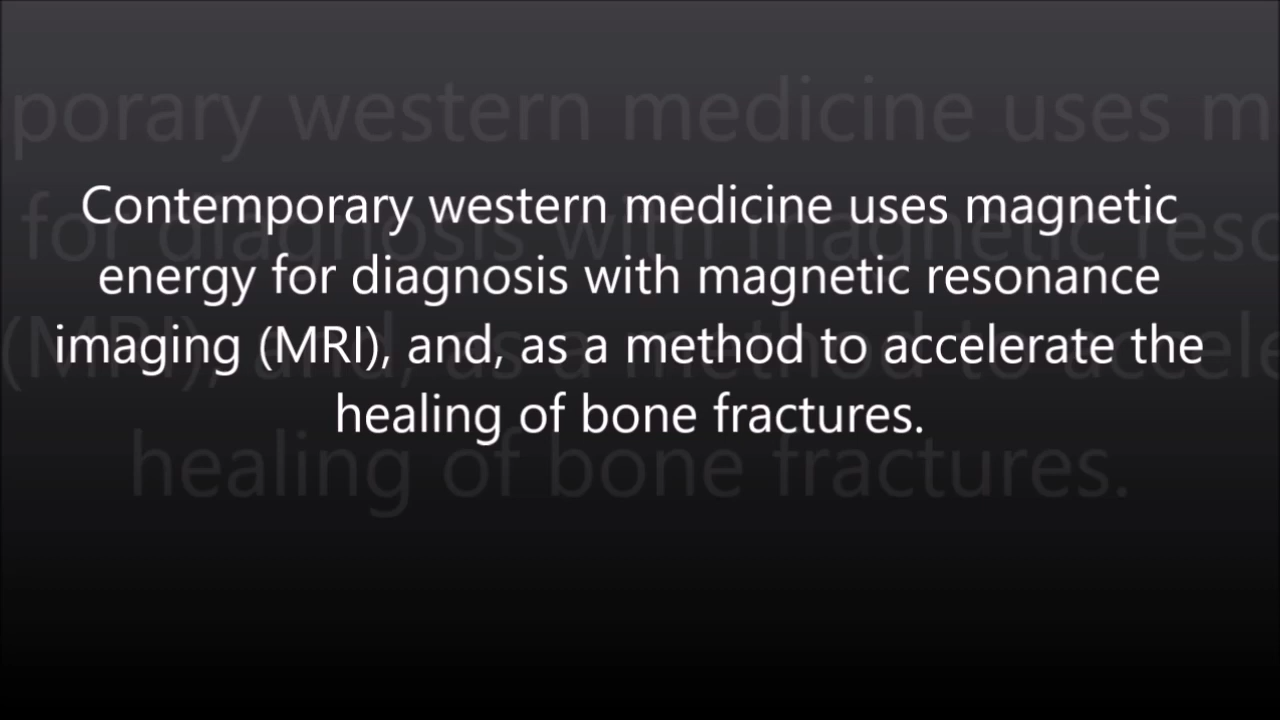 Contemporary western medicine uses magnetic
energy for diagnosis with magnetic resonance
imaging (MRI), and, as a method to accelerate the
healing of bone fractures.